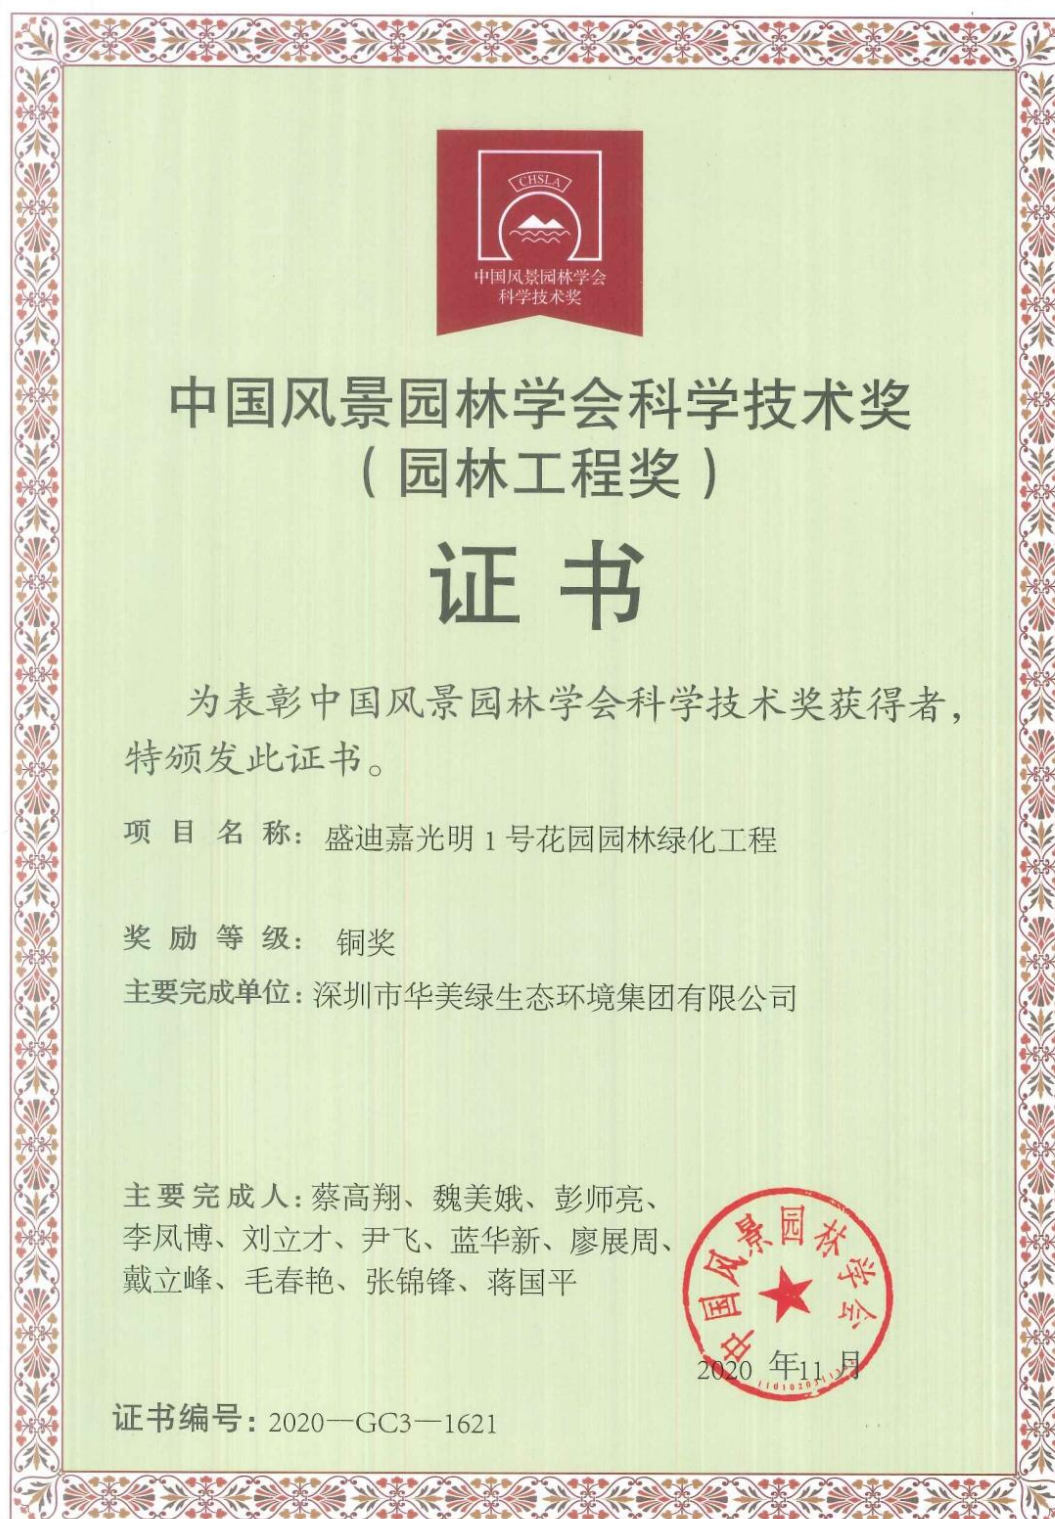 CHSLA
中国风景园林学会
科学技术奖
中国风景园林学会科学技术奖
（园林工程奖）
证书
为表彰中国风景园林学会科学技术奖获得者，
特颁发此证书。
项目名称：盛迪嘉光明1号花园园林绿化工程
奖励等级：铜奖
主要完成单位：深圳市华美绿生态环境集团有限公司
主要完成人：蔡高翔、魏美娥、彭师亮、
李凤博、刘立才、尹飞、蓝华新、廖展周、
戴立峰、毛春艳、张锦锋、蒋国平
中国风景园林学会
2020 年11 月
证书编号：2020—GC3—1621